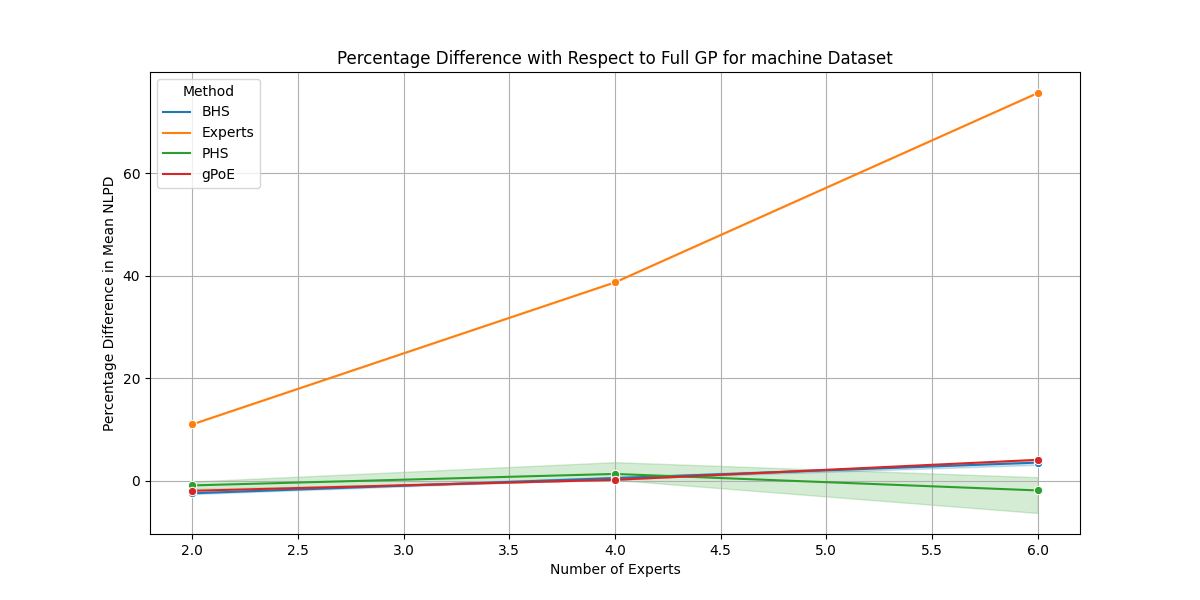 Percentage Difference with Respect to Full GP for machine Dataset
Method
BHS
Experts
PHS
gPoE
Percentage Difference in Mean NLPD
60
40
20
0
2.0 2.5 3.0 3.5 4.0 4.5 5.0 5.5 6.0
Number of Experts